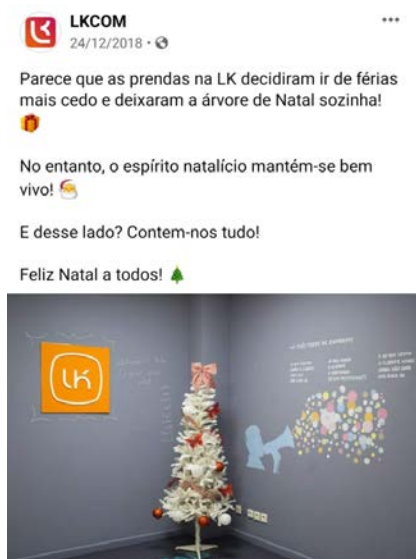 LKCOM
24/12/2018 ·
Parece que as prendas na LK decidiram ir de férias
mais cedo e deixaram a árvore de Natal sozinha!
🎁
No entanto, o espírito natalício mantém-se bem
vivo! 🎅
E desse lado? Contem-nos tudo!
Feliz Natal a todos! 🎄
LK